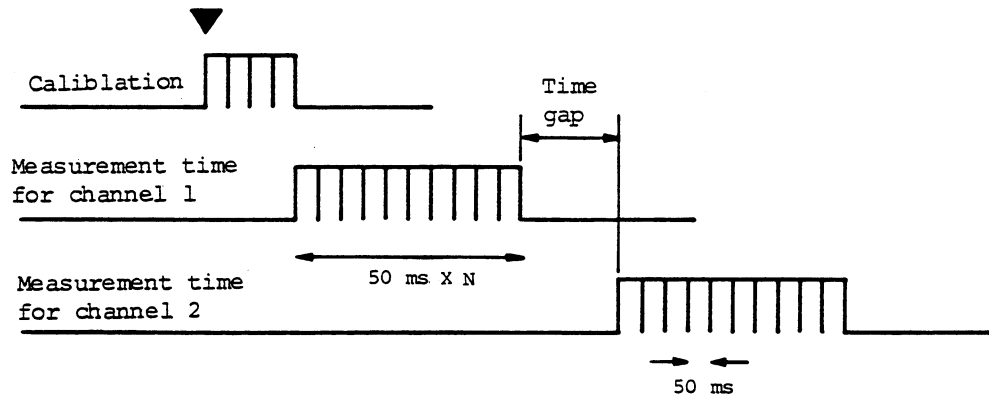 Caliblation
Time
gap
Measurement time
for channel 1
50 ms X N
Measurement time
for channel 2
50 ms